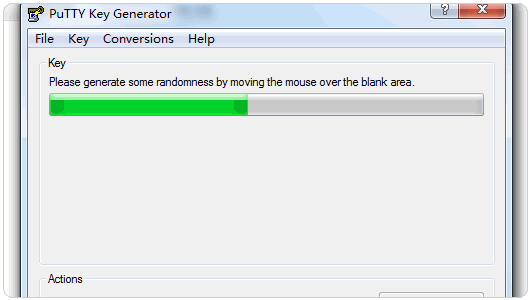 PuTTY Key Generator
File Key Conversions Help
Key
Please generate some randomness by moving the mouse over the blank area.
Actions